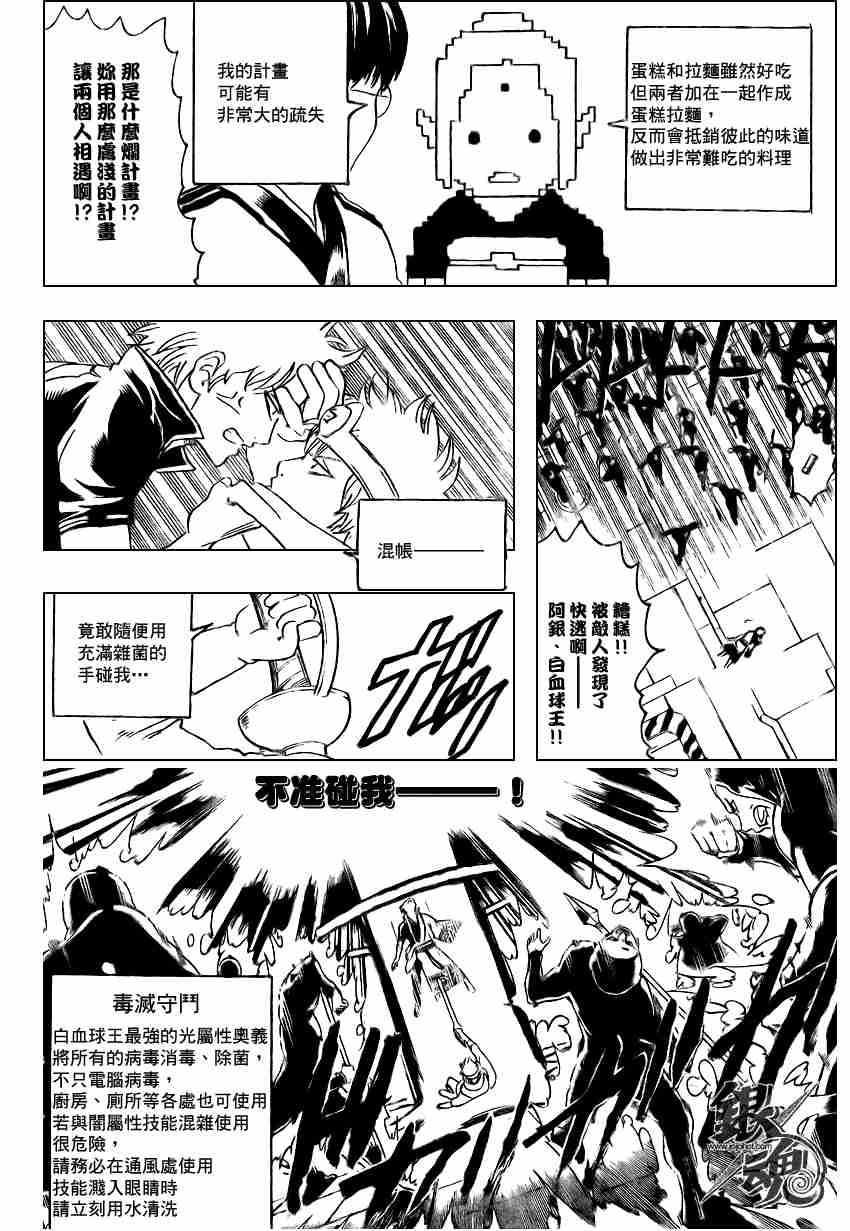 蛋糕和拉麵雖然好吃
但兩者加在一起作成
蛋糕拉麵，
反而會抵銷彼此的味道
做出非常難吃的料理
我的計畫
可能有
非常大的疏失
那是什麼爛計畫!?
妳用那麼膚淺的計畫
讓兩個人相遇啊!?
糟糕!!
被敵人發現了
快逃啊——
阿銀、白血球王!!
混帳———
竟敢隨便用
充滿雜菌的
手碰我…
不准碰我———！
毒滅守鬥
白血球王最強的光屬性奧義
將所有的病毒消毒、除菌，
不只電腦病毒，
廚房、廁所等各處也可使用
若與闇屬性技能混雜使用
很危險，
請務必在通風處使用
技能濺入眼睛時
請立刻用水清洗
銀魂